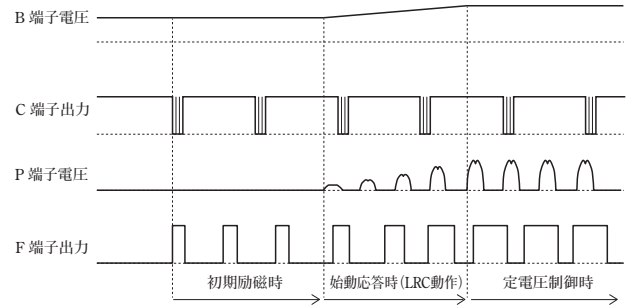 B 端子電圧
C 端子出力
P 端子電圧
F 端子出力
初期励磁時
始動応答時(LRC動作)
定電圧制御時